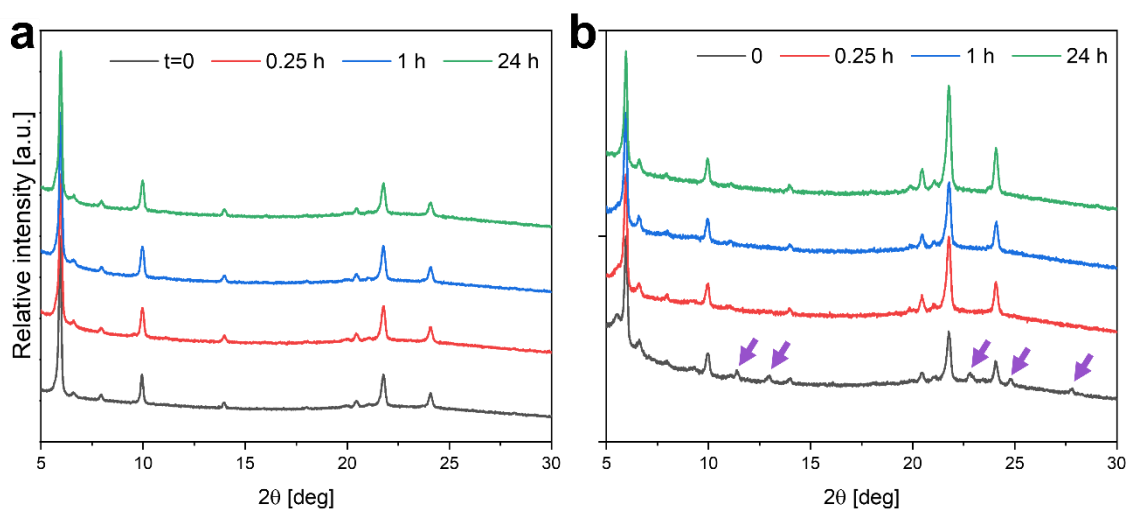 a
t=0 0.25 h 1 h 24 h
Relative intensity [a.u.]
5 10 15 20 25 30
2θ [deg]
b
0 0.25 h 1 h 24 h
5 10 15 20 25 30
2θ [deg]